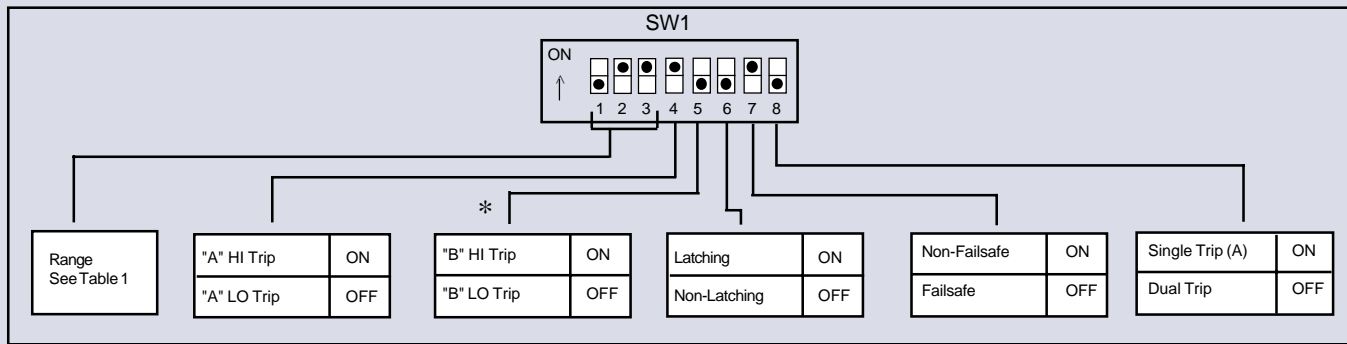 SW1
ON
↑
1 2 3 4 5 6 7 8
*
Range
See Table 1
"A" HI Trip ON
"A" LO Trip OFF
"B" HI Trip ON
"B" LO Trip OFF
Latching ON
Non-Latching OFF
Non-Failsafe ON
Failsafe OFF
Single Trip (A) ON
Dual Trip OFF